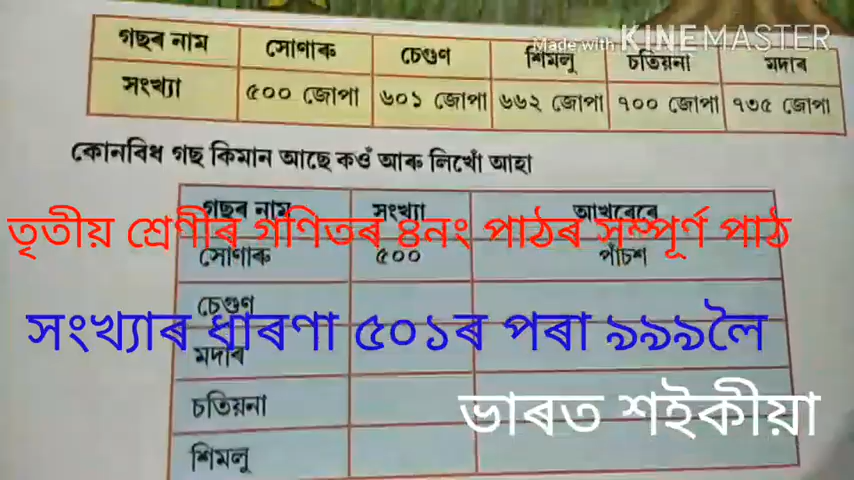 Made with KINEMASTER
গছৰ নাম সোণাৰু চেগুণ শিমলু চতিয়না মদাৰ
সংখ্যা ৫০০ জোপা ৬০১ জোপা ৬৬২ জোপা ৭০০ জোপা ৭৩৫ জোপা
কোনবিধ গছ কিমান আছে কওঁ আৰু লিখোঁ আহা
গছৰ নাম সংখ্যা আখৰেৰে
তৃতীয় শ্ৰেণীৰ গণিতৰ ৪নং পাঠৰ সম্পূৰ্ণ পাঠ
সোণাৰু ৫০০ পাঁচশ
চেগুণ
সংখ্যাৰ ধাৰণা ৫০১ৰ পৰা ৯৯৯লৈ
মদাৰ
চতিয়না
ভাৰত শইকীয়া
শিমলু